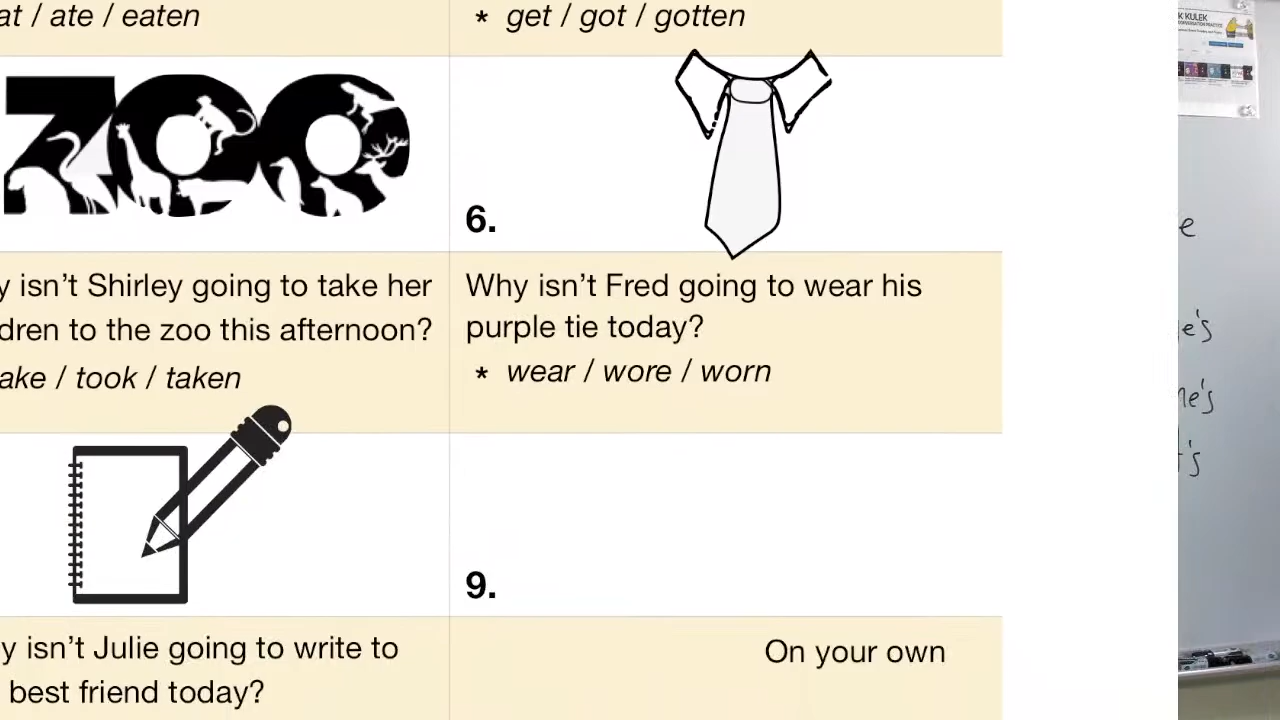 at / ate / eaten
* get / got / gotten
ZOO
6.
y isn't Shirley going to take her
dren to the zoo this afternoon?
ake / took / taken
Why isn't Fred going to wear his
purple tie today?
* wear / wore / worn
9.
y isn't Julie going to write to
best friend today?
On your own
K KULEK
e
e's
he's
's